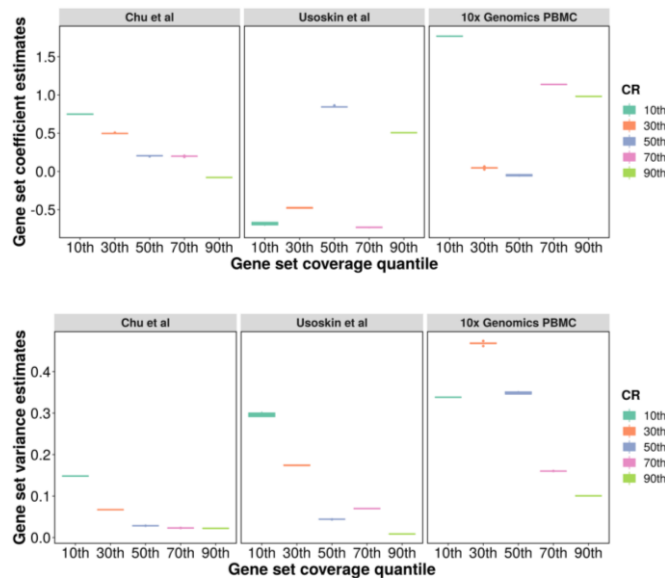 Chu et al Usoskin et al 10x Genomics PBMC
Gene set coefficient estimates
1.5
1.0
0.5
0.0
-0.5
10th 30th 50th 70th 90th 10th 30th 50th 70th 90th 10th 30th 50th 70th 90th
Gene set coverage quantile
CR
10th
30th
50th
70th
90th
Chu et al Usoskin et al 10x Genomics PBMC
Gene set variance estimates
0.4
0.3
0.2
0.1
0.0
10th 30th 50th 70th 90th 10th 30th 50th 70th 90th 10th 30th 50th 70th 90th
Gene set coverage quantile
CR
10th
30th
50th
70th
90th